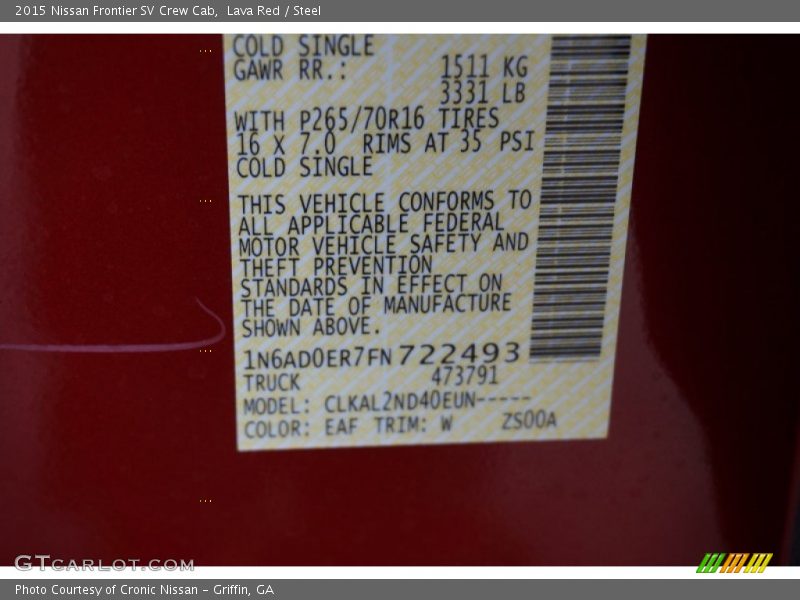 2015 Nissan Frontier SV Crew Cab, Lava Red / Steel
COLD SINGLE
GAWR RR.: 1511 KG
3331 LB
WITH P265/70R16 TIRES
16 X 7.0 RIMS AT 35 PSI
COLD SINGLE
THIS VEHICLE CONFORMS TO
ALL APPLICABLE FEDERAL
MOTOR VEHICLE SAFETY AND
THEFT PREVENTION
STANDARDS IN EFFECT ON
THE DATE OF MANUFACTURE
SHOWN ABOVE.
1N6AD0ER7FN722493
TRUCK 473791
MODEL: CLKAL2ND40EUN-----
COLOR: EAF TRIM: W ZS00A
GTCARLOT.COM
Photo Courtesy of Cronic Nissan - Griffin, GA